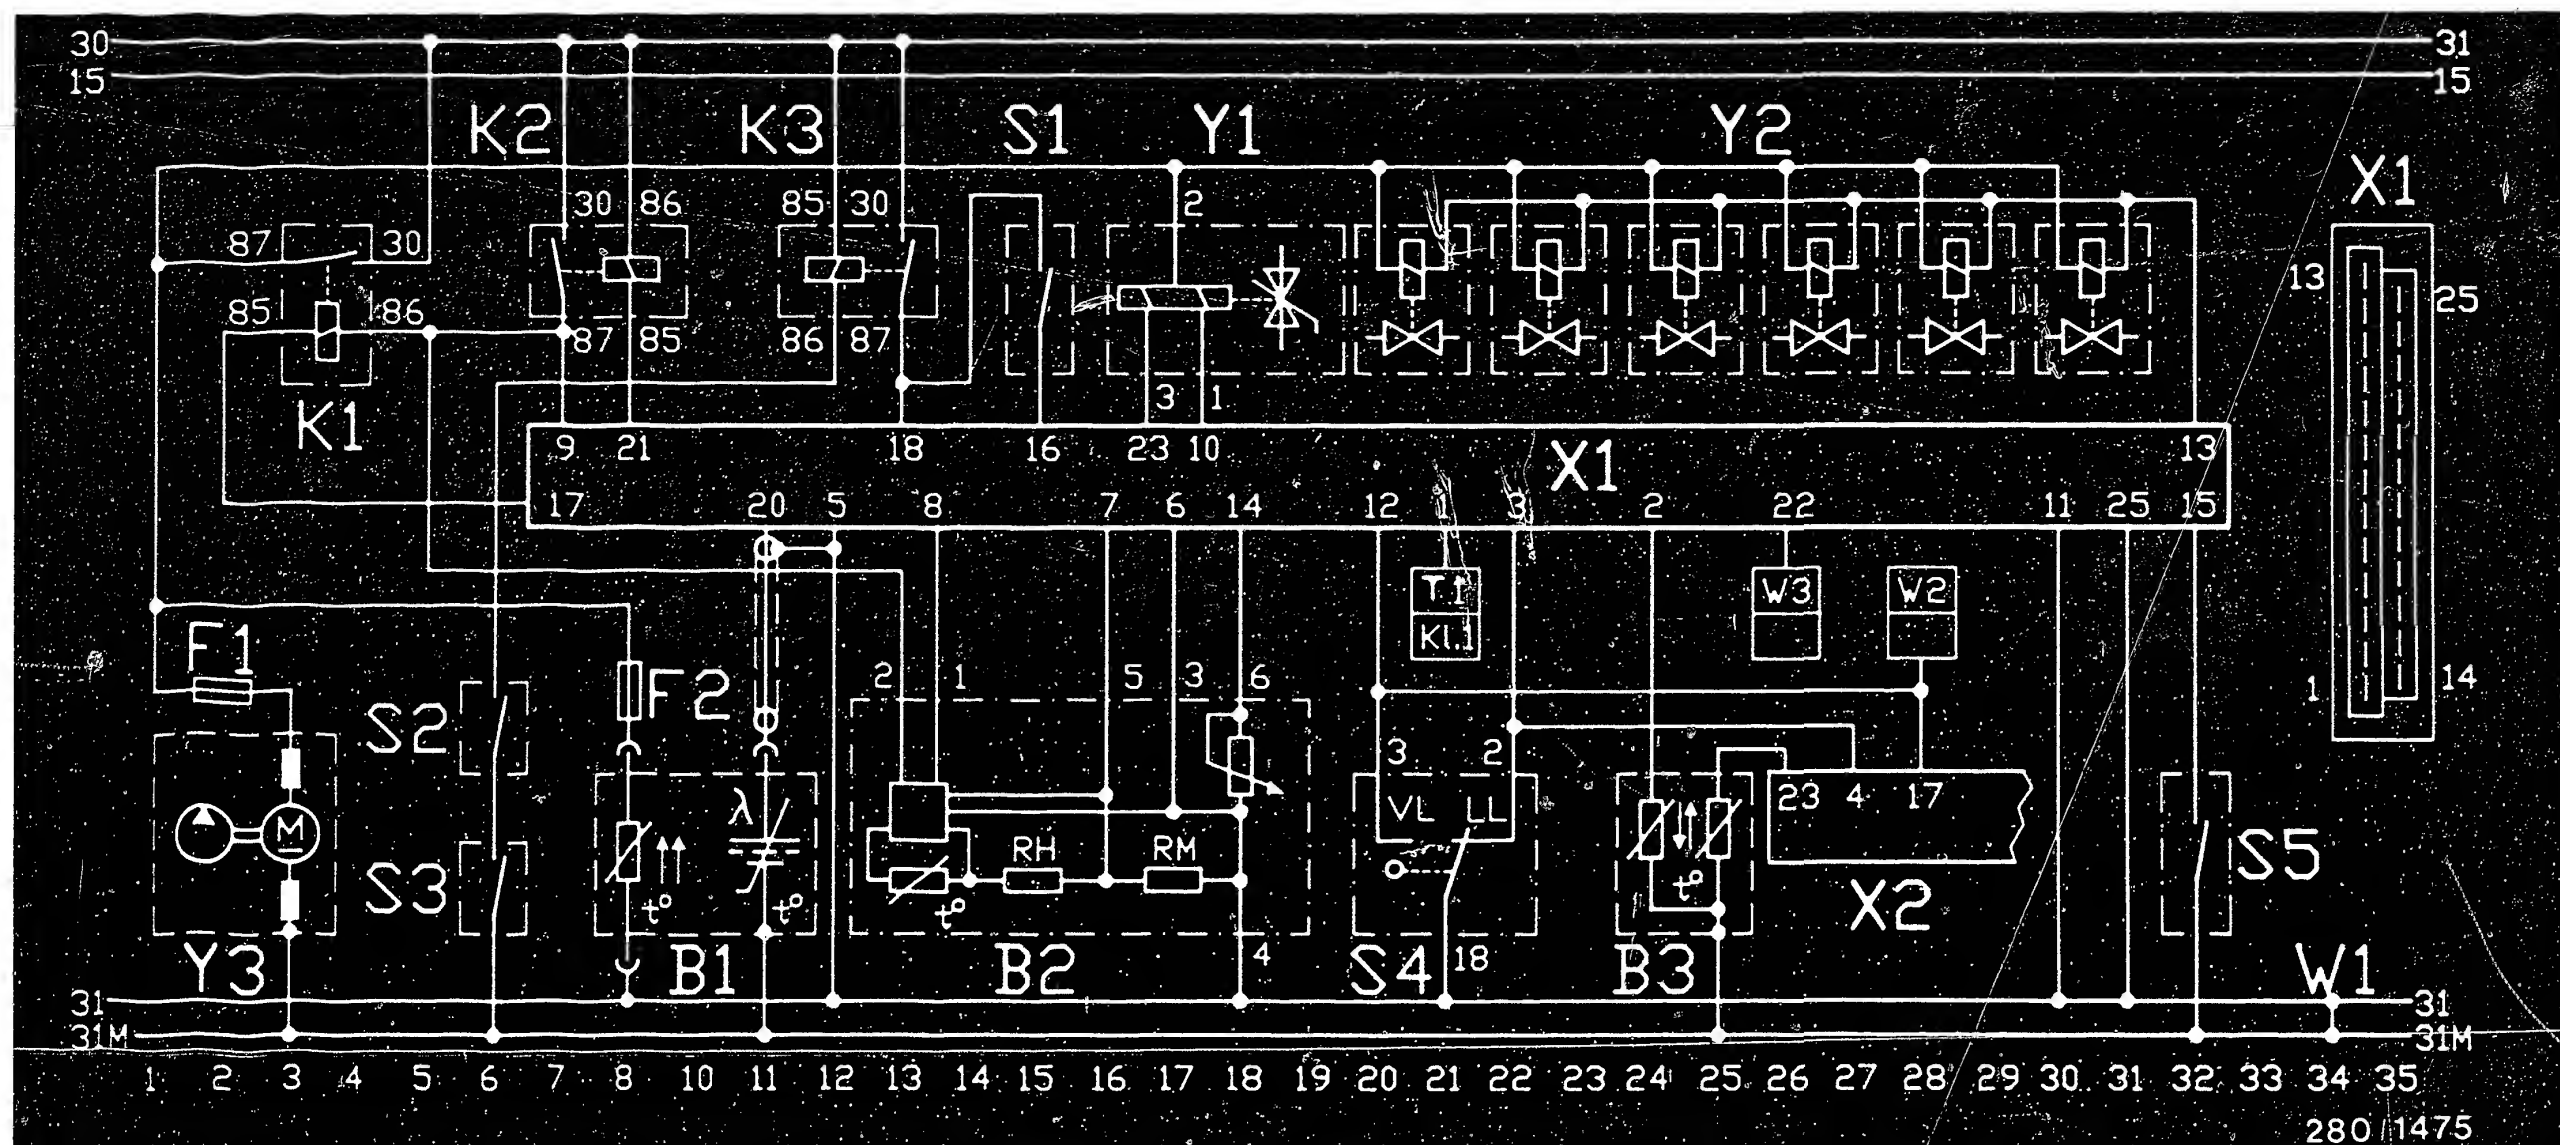 30 31
15 15
K2 K3 S1 Y1 Y2 X1
30 86 85 30 2
87 30 13 25
85 86 87 85 86 87
3 1
K1
9 21 18 16 23 10 X1 13
17 20 5 8 7 6 14 12 1 3 2 22 11 25 15
T.1 W3 W2
Kl.1
F1 F2 2 1 5 3 6 1 14
S2 3 2
λ VL LL 23 4 17
M RH RM S5
S3 t° t° t° t° X2
Y3 B1 B2 4 S4 18 B3 W1
31 31
31M 31M
1 2 3 4 5 6 7 8 9 10 11 12 13 14 15 16 17 18 19 20 21 22 23 24 25 26 27 28 29 30 31 32 33 34 35
280/1475